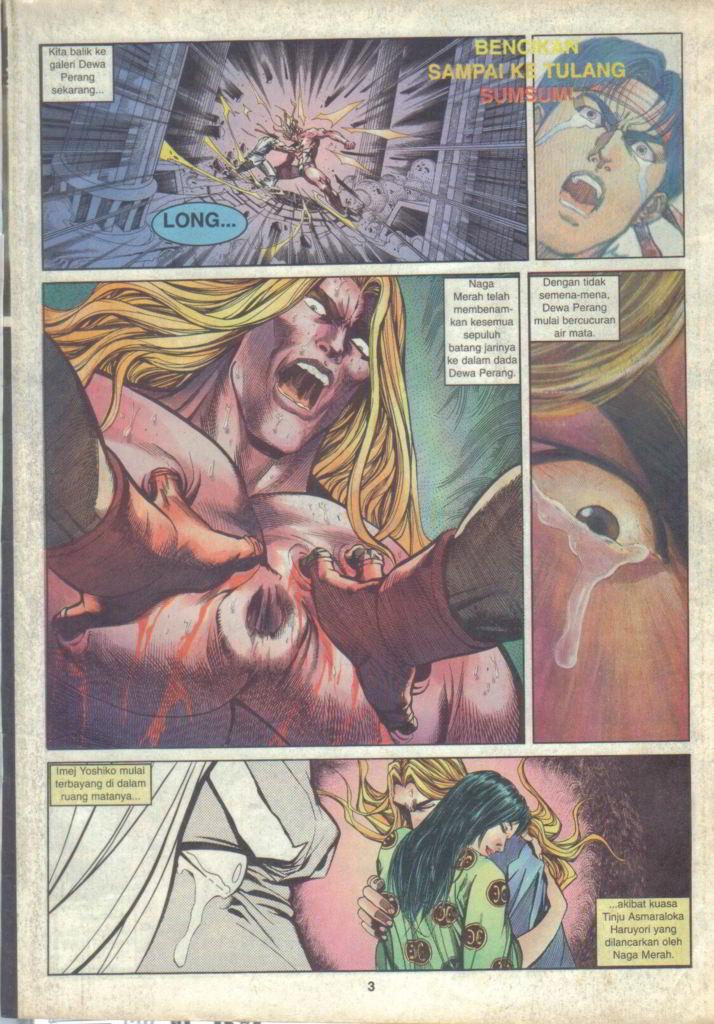 Kita balik ke
galeri Dewa
Perang
sekarang...
BENCIKAN
SAMPAI KE TULANG
SUMSUM!
LONG...
Naga
Merah telah
membenam-
kan kesemua
sepuluh
batang jarinya
ke dalam dada
Dewa Perang.
Dengan tidak
semena-mena,
Dewa Perang
mulai bercucuran
air mata.
Imej Yoshiko mulai
terbayang di dalam
ruang matanya...
...akibat kuasa
Tinju Asmaraloka
Haruyori yang
dilancarkan oleh
Naga Merah.
3